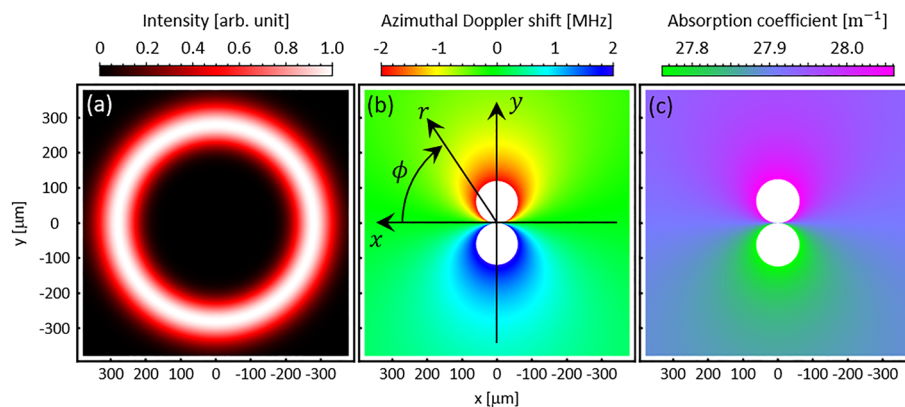 Intensity [arb. unit]
0 0.2 0.4 0.6 0.8 1.0
Azimuthal Doppler shift [MHz]
-2 -1 0 1 2
Absorption coefficient [m⁻¹]
27.8 27.9 28.0
(a)
(b)
(c)
r
y
ϕ
x
y [μm]
300
200
100
0
-100
-200
-300
300 200 100 0 -100 -200 -300
300 200 100 0 -100 -200 -300
300 200 100 0 -100 -200 -300
x [μm]